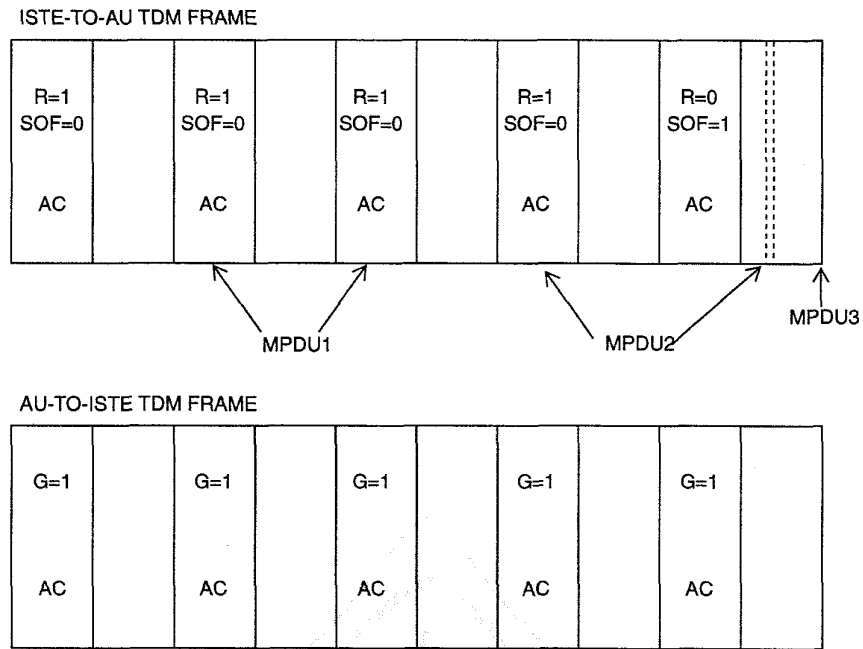 ISTE-TO-AU TDM FRAME
R=1 R=1 R=1 R=1 R=0
SOF=0 SOF=0 SOF=0 SOF=0 SOF=1
AC AC AC AC AC
MPDU1 MPDU2 MPDU3
AU-TO-ISTE TDM FRAME
G=1 G=1 G=1 G=1 G=1
AC AC AC AC AC